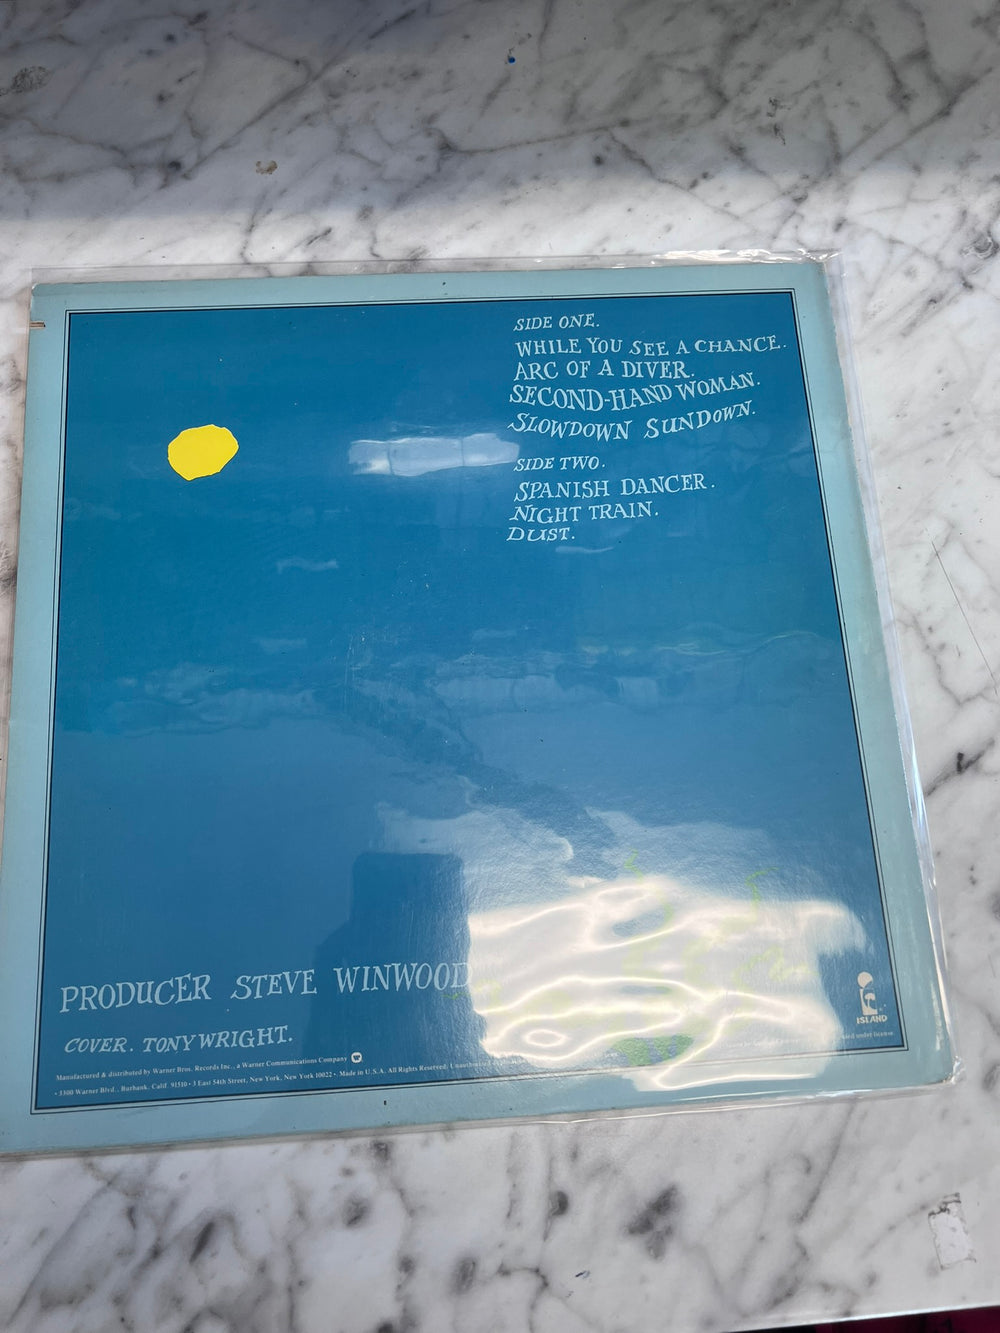 SIDE ONE.
WHILE YOU SEE A CHANCE.
ARC OF A DIVER.
SECOND-HAND WOMAN.
SLOWDOWN SUNDOWN.
SIDE TWO.
SPANISH DANCER.
NIGHT TRAIN.
DUST.
PRODUCER STEVE WINWOOD
COVER. TONY WRIGHT.
ISLAND
Manufactured & distributed by Warner Bros. Records Inc., a Warner Communications Company
• 3300 Warner Blvd., Burbank, Calif. 91510 • 3 East 54th Street, New York, New York 10022 • Made in U.S.A. All Rights Reserved. under license